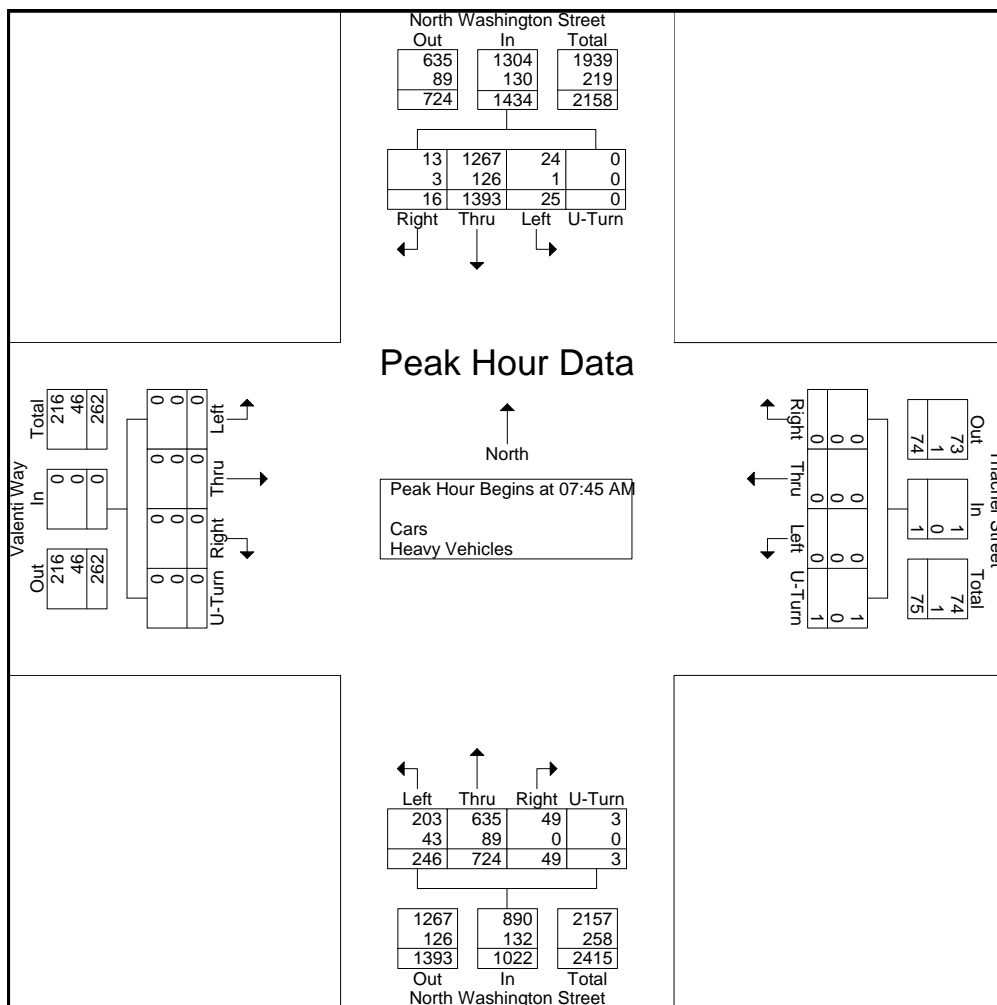 North Washington Street
Out In Total
635 1304 1939
89 130 219
724 1434 2158
13 1267 24 0
3 126 1 0
16 1393 25 0
Right Thru Left U-Turn
Peak Hour Data
North
Peak Hour Begins at 07:45 AM
Cars
Heavy Vehicles
Valenti Way
Out In Total
216 0 216
46 0 46
262 0 262
U-Turn Right Thru Left
0 0 0 0
0 0 0 0
0 0 0 0
Street
Out In Total
73 1 74
1 0 1
74 1 75
Right Thru Left U-Turn
0 0 0 1
0 0 0 0
0 0 0 1
Left Thru Right U-Turn
203 635 49 3
43 89 0 0
246 724 49 3
1267 890 2157
126 132 258
1393 1022 2415
Out In Total
North Washington Street